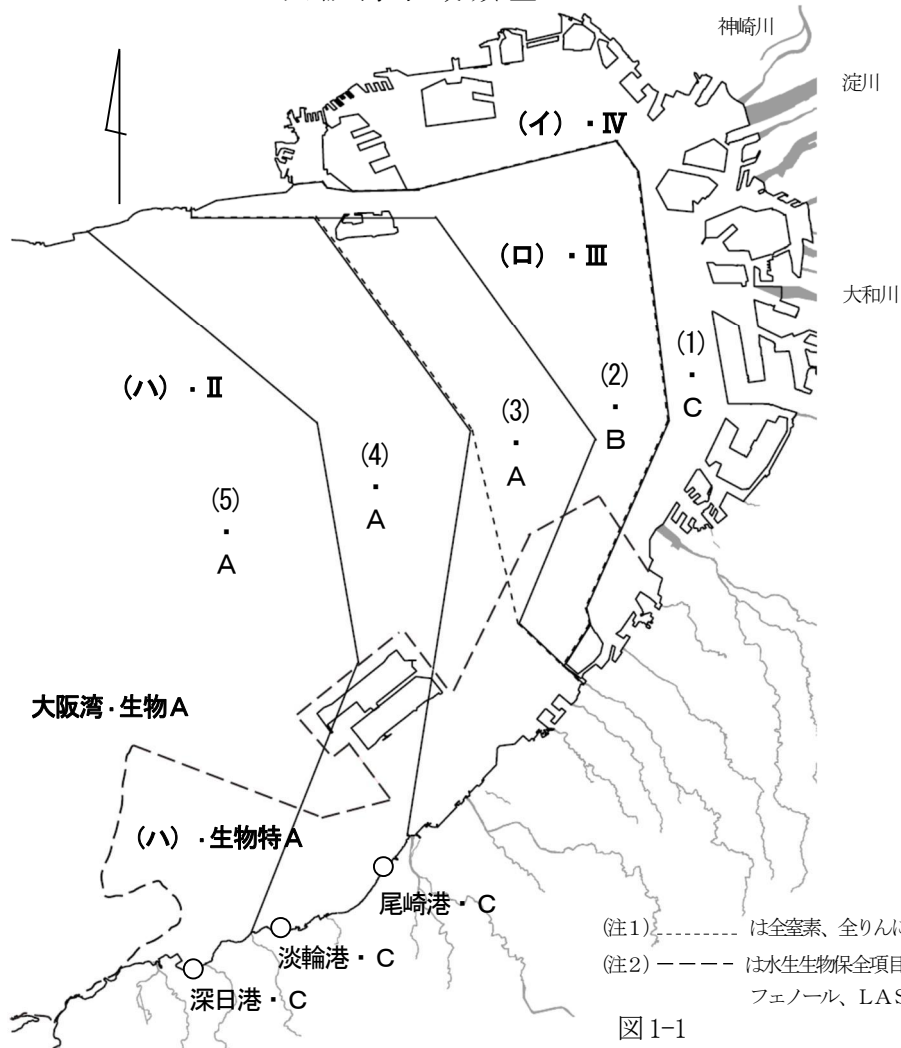 神崎川
淀川
(イ)・Ⅳ
(ロ)・Ⅲ
大和川
(1)
・
C
(2)
・
B
(ハ)・Ⅱ
(3)
・
A
(4)
・
A
(5)
・
A
大阪湾・生物A
(ハ)・生物特A
尾崎港・C
淡輪港・C
深日港・C
(注1) は全窒素、全りんに
(注2) は水生生物保全項目
フェノール、LAS
図1-1